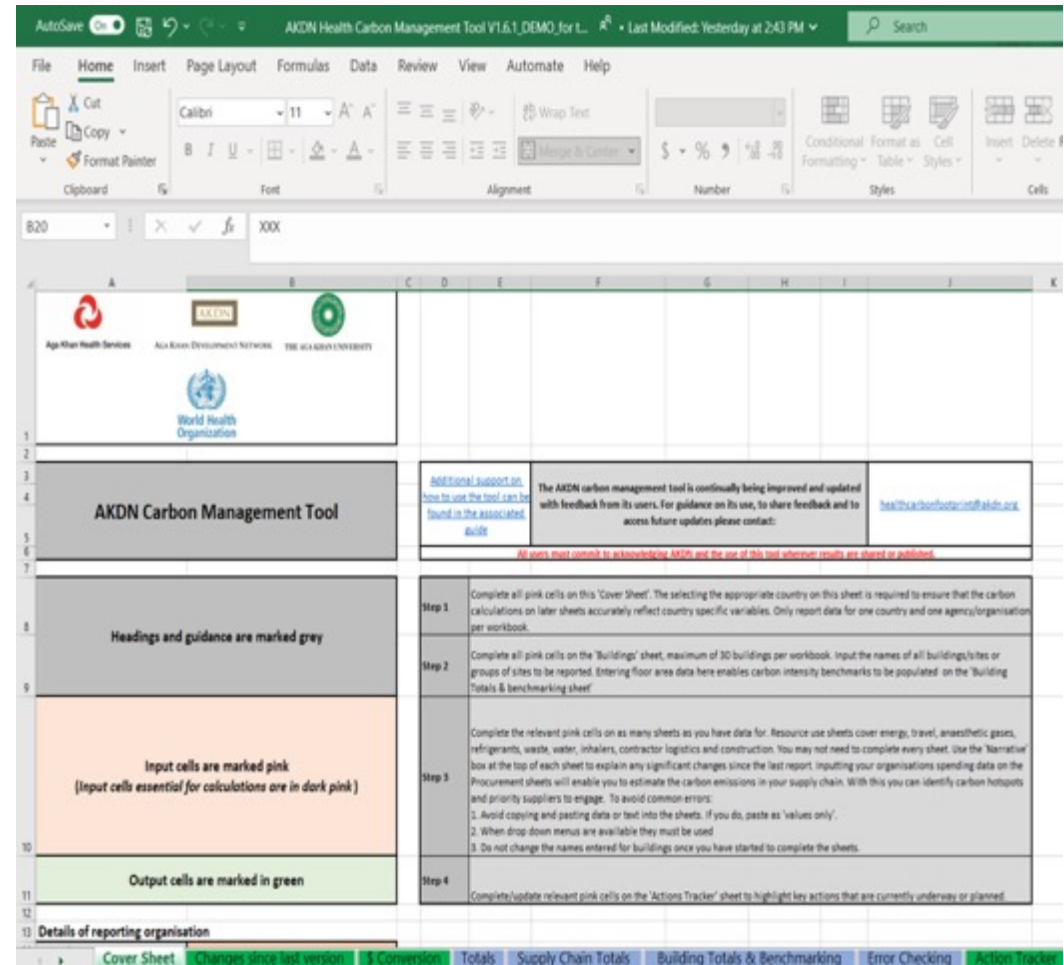 AutoSave On AKDN Health Carbon Management Tool V1.6.1_DEMO_for t... • Last Modified: Yesterday at 2:43 PM Search
File Home Insert Page Layout Formulas Data Review View Automate Help
Paste
Cut
Copy
Format Painter
Clipboard
Calibri 11
B I U
Font
Wrap Text
Merge & Center
Alignment
$ % 9
Number
Conditional Formatting
Format as Table
Cell Styles
Styles
Insert
Delete
Cells
B20 fx XXX
A B C D E F G H I J K
Aga Khan Health Services
AKDN
AGA KHAN DEVELOPMENT NETWORK
THE AGA KHAN UNIVERSITY
World Health
Organization
1
2
3
4
5
6
7
8
9
10
11
12
13
AKDN Carbon Management Tool
Additional support on
how to use the tool can be
found in the associated
guide
The AKDN carbon management tool is continually being improved and updated
with feedback from its users. For guidance on its use, to share feedback and to
access future updates please contact:
healthcarbonfootprint@akdn.org
All users must commit to acknowledging AKDN and the use of this tool wherever results are shared or published.
Headings and guidance are marked grey
Step 1
Complete all pink cells on this 'Cover Sheet'. The selecting the appropriate country on this sheet is required to ensure that the carbon
calculations on later sheets accurately reflect country specific variables. Only report data for one country and one agency/organisation
per workbook.
Step 2
Complete all pink cells on the 'Buildings' sheet, maximum of 30 buildings per workbook. Input the names of all buildings/sites or
groups of sites to be reported. Entering floor area data here enables carbon intensity benchmarks to be populated on the 'Building
Totals & benchmarking sheet'
Input cells are marked pink
(Input cells essential for calculations are in dark pink)
Step 3
Complete the relevant pink cells on as many sheets as you have data for. Resource use sheets cover energy, travel, anaesthetic gases,
refrigerants, waste, water, inhalers, contractor logistics and construction. You may not need to complete every sheet. Use the 'Narrative'
box at the top of each sheet to explain any significant changes since the last report. Inputting your organisations spending data on the
Procurement sheets will enable you to estimate the carbon emissions in your supply chain. With this you can identify carbon hotspots
and priority suppliers to engage. To avoid common errors:
1. Avoid copying and pasting data or text into the sheets. If you do, paste as 'values only'.
2. When drop down menus are available they must be used
3. Do not change the names entered for buildings once you have started to complete the sheets.
Output cells are marked in green
Step 4
Complete/update relevant pink cells on the 'Actions Tracker' sheet to highlight key actions that are currently underway or planned
Details of reporting organisation
Cover Sheet Changes since last version $ Conversion Totals Supply Chain Totals Building Totals & Benchmarking Error Checking Action Tracker